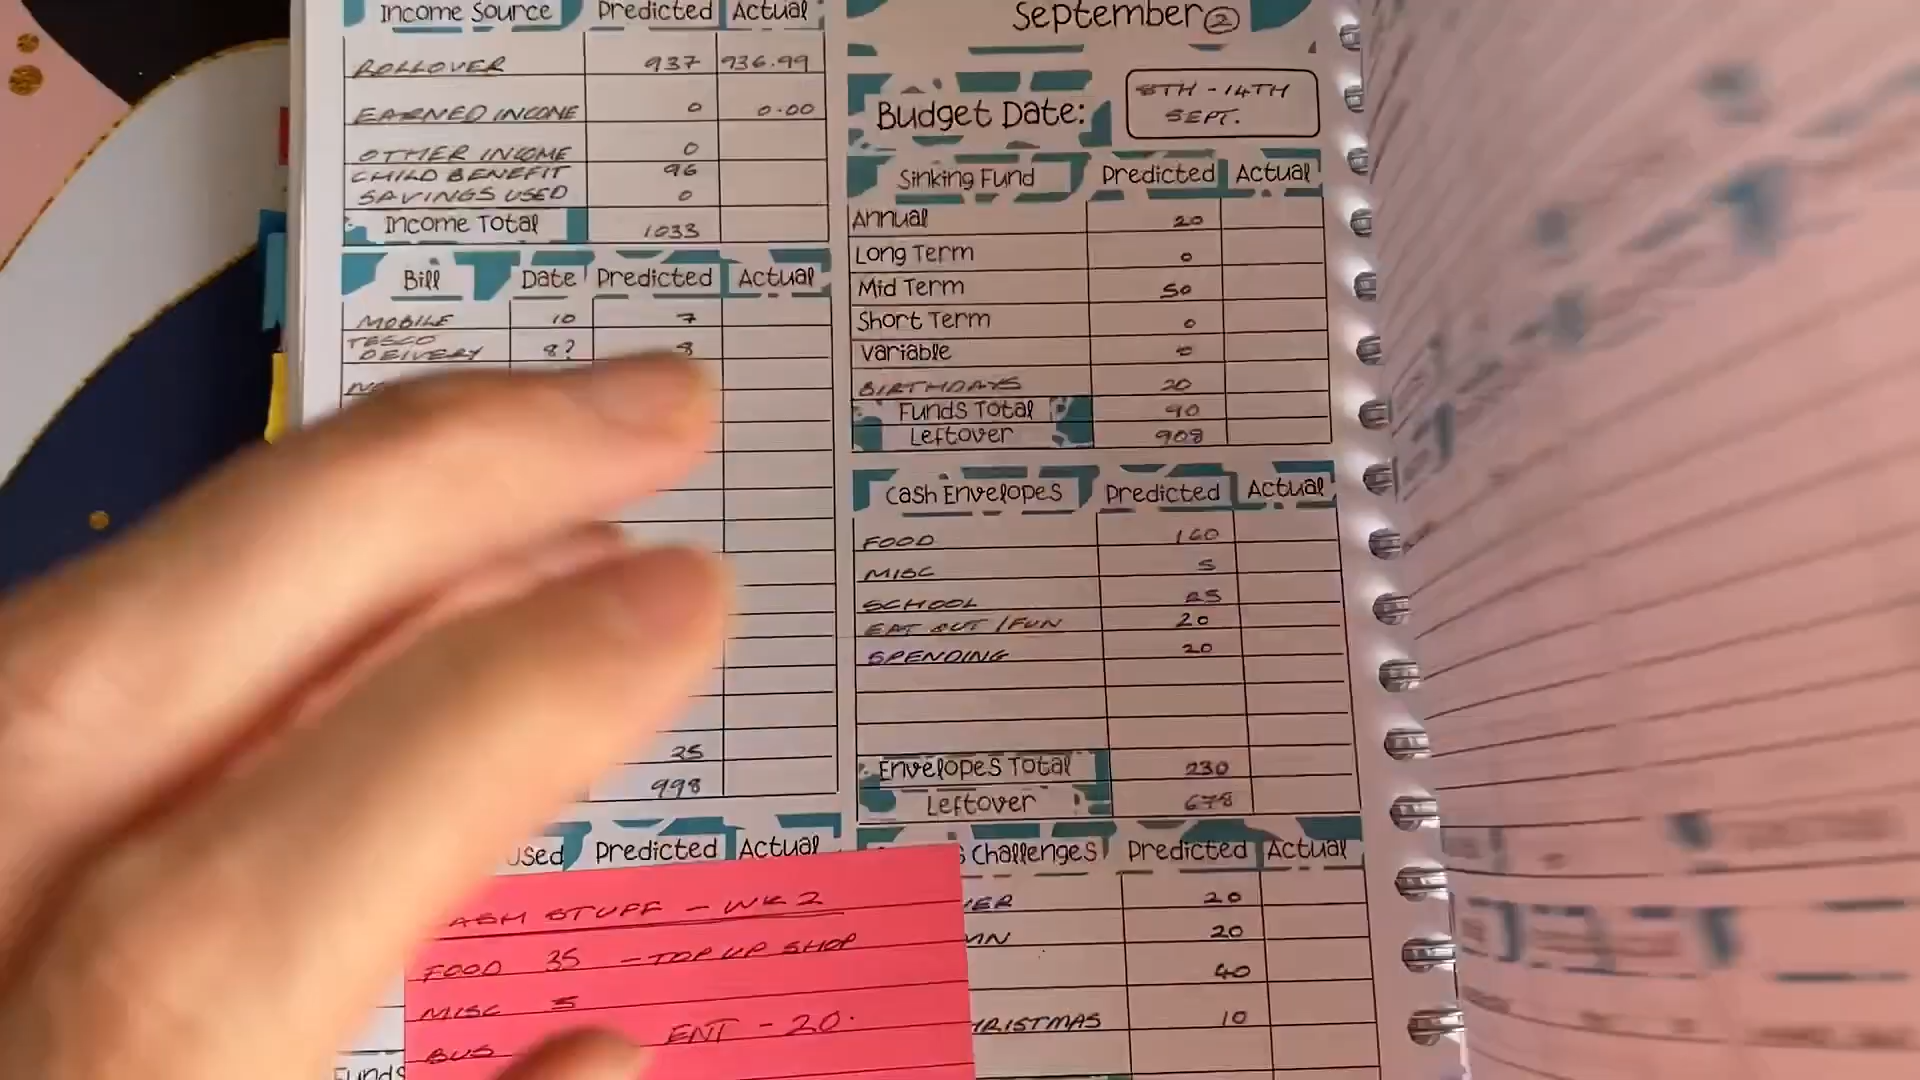 Income Source Predicted Actual
ROLLOVER 937 936.99
EARNED INCOME 0 0.00
OTHER INCOME 0
CHILD BENEFIT 96
SAVINGS USED 0
Income Total 1033
Bill Date Predicted Actual
MOBILE 10 7
TESCO DEIVERY 8? 8
25
998
Used Predicted Actual
September 2
Budget Date: 8TH - 14TH
SEPT.
Sinking Fund Predicted Actual
Annual 20
Long Term 0
Mid Term 50
Short Term 0
Variable 0
BIRTHDAYS 20
Funds Total 90
Leftover 908
Cash Envelopes Predicted Actual
FOOD 160
MISC 5
SCHOOL 25
EAT OUT / FUN 20
SPENDING 20
Envelopes Total 230
Leftover 678
Challenges Predicted Actual
20
20
40
10
STUFF - WK 2
FOOD 35 - TOP UP SHOP
MISC 5
ENT - 20.
BUS
Funds